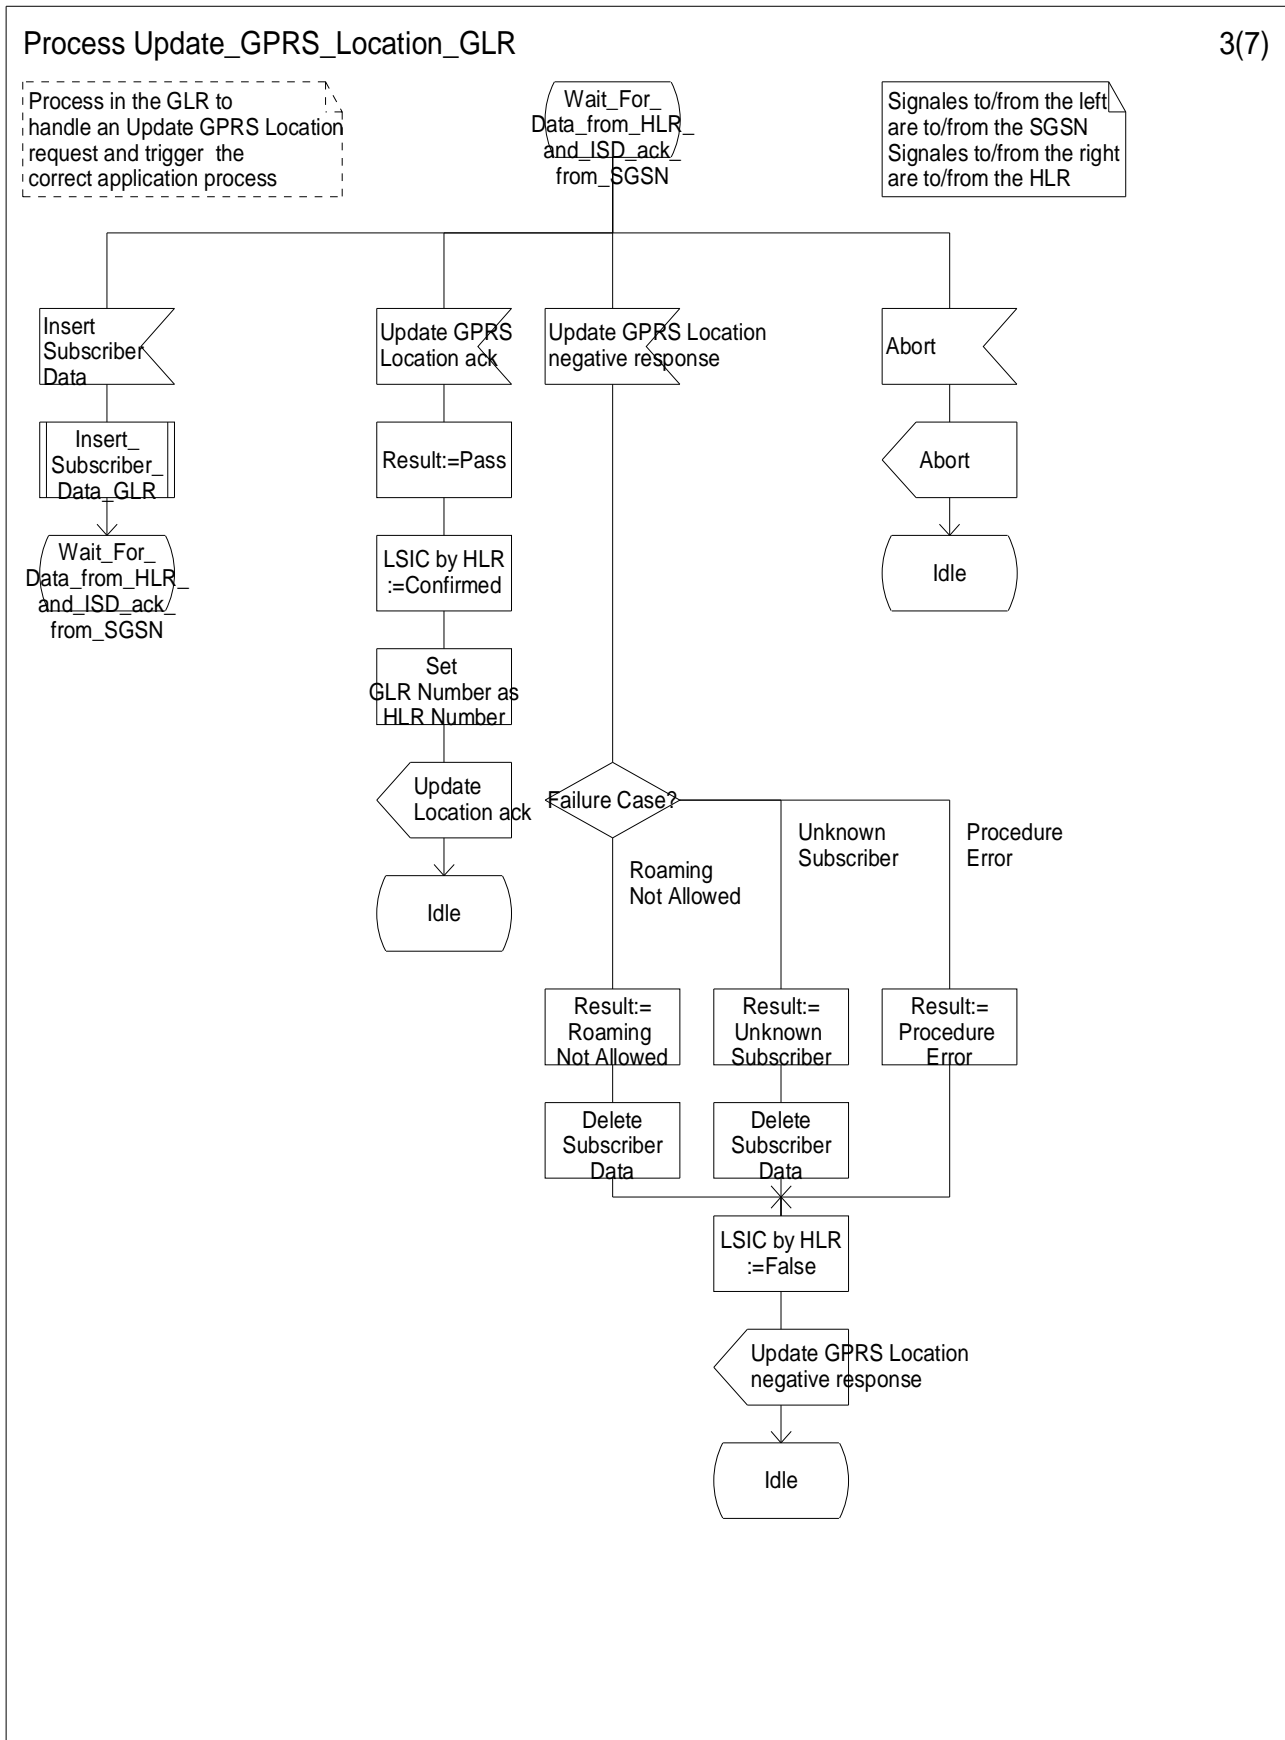 Process Update_GPRS_Location_GLR
3(7)
Process in the GLR to
handle an Update GPRS Location
request and trigger  the
correct application process
Wait_For_
Data_from_HLR_
and_ISD_ack_
from_SGSN
Signales to/from the left
are to/from the SGSN
Signales to/from the right
are to/from the HLR
Insert
Subscriber
Data
Update GPRS
Location ack
Update GPRS Location
negative response
Abort
Insert_
Subscriber_
Data_GLR
Result:=Pass
Abort
Wait_For_
Data_from_HLR_
and_ISD_ack_
from_SGSN
LSIC by HLR
:=Confirmed
Idle
Set
GLR Number as
HLR Number
Update
Location ack
Failure Case?
Unknown
Subscriber
Procedure
Error
Roaming
Not Allowed
Idle
Result:=
Roaming
Not Allowed
Result:=
Unknown
Subscriber
Result:=
Procedure
Error
Delete
Subscriber
Data
Delete
Subscriber
Data
LSIC by HLR
:=False
Update GPRS Location
negative response
Idle